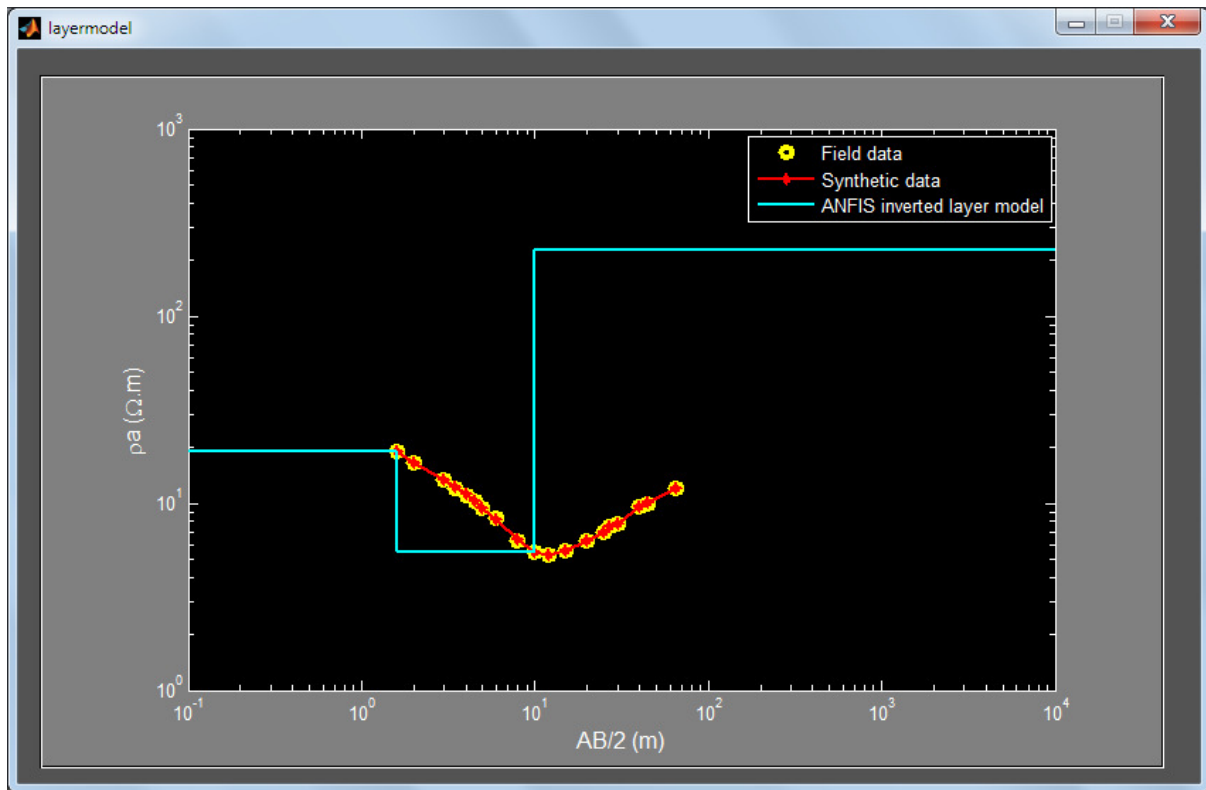 layermodel
10³
10²
10¹
10⁰
ρa (Ω.m)
Field data
Synthetic data
ANFIS inverted layer model
10⁻¹ 10⁰ 10¹ 10² 10³ 10⁴
AB/2 (m)